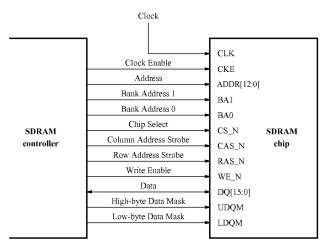 Clock
CLK
Clock Enable
CKE
Address
ADDR[12:0]
Bank Address 1
BA1
Bank Address 0
BA0
Chip Select
CS_N
SDRAM
controller
SDRAM
chip
Column Address Strobe
CAS_N
Row Address Strobe
RAS_N
Write Enable
WE_N
Data
DQ[15:0]
High-byte Data Mask
UDQM
Low-byte Data Mask
LDQM